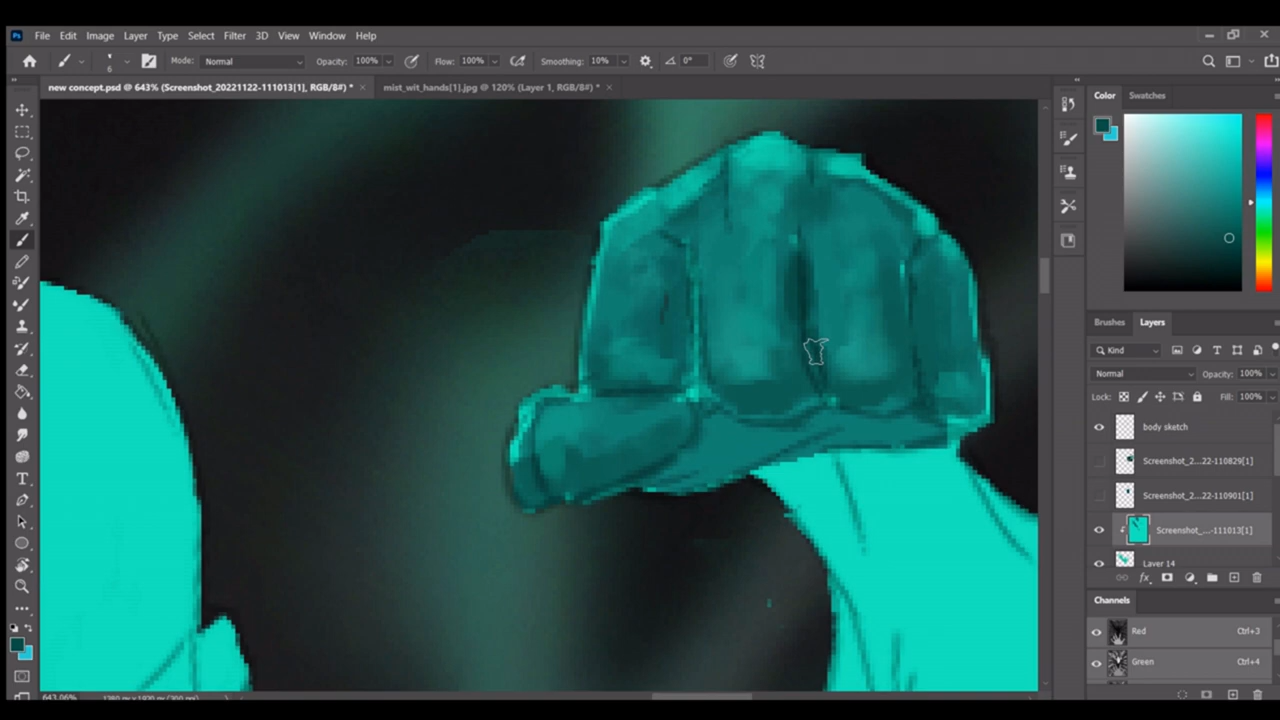 Ps File Edit Image Layer Type Select Filter 3D View Window Help
6 Mode: Normal Opacity: 100% Flow: 100% Smoothing: 10% 0°
new concept.psd @ 643% (Screenshot_20221122-111013[1], RGB/8#) * mist_wit_hands[1].jpg @ 120% (Layer 1, RGB/8#) *
Color Swatches
Brushes Layers
Kind
Normal Opacity: 100%
Lock: Fill: 100%
body sketch
Screenshot_2...22-110829[1]
Screenshot_2...22-110901[1]
Screenshot_...-111013[1]
Layer 14
Channels
Red Ctrl+3
Green Ctrl+4
643.06%